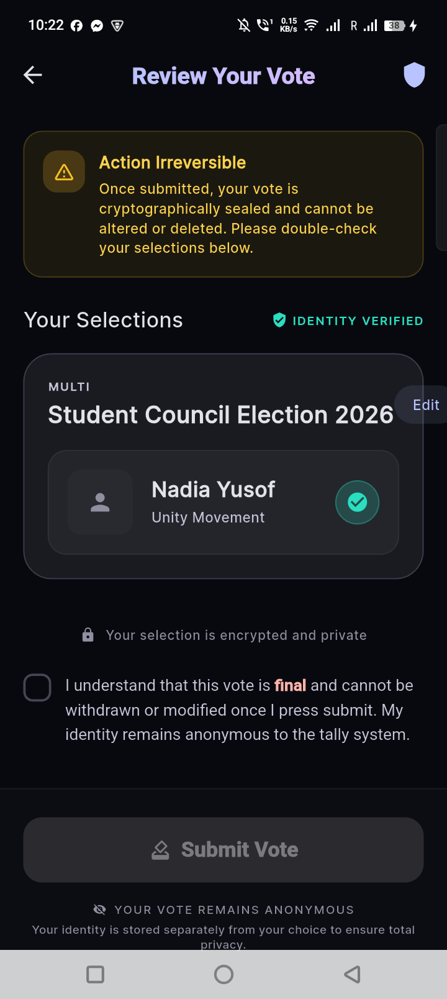 10:22
0.15
KB/s
R
38
Review Your Vote
Action Irreversible
Once submitted, your vote is
cryptographically sealed and cannot be
altered or deleted. Please double-check
your selections below.
Your Selections
IDENTITY VERIFIED
MULTI
Student Council Election 2026
Edit
Nadia Yusof
Unity Movement
Your selection is encrypted and private
I understand that this vote is final and cannot be
withdrawn or modified once I press submit. My
identity remains anonymous to the tally system.
Submit Vote
YOUR VOTE REMAINS ANONYMOUS
Your identity is stored separately from your choice to ensure total
privacy.